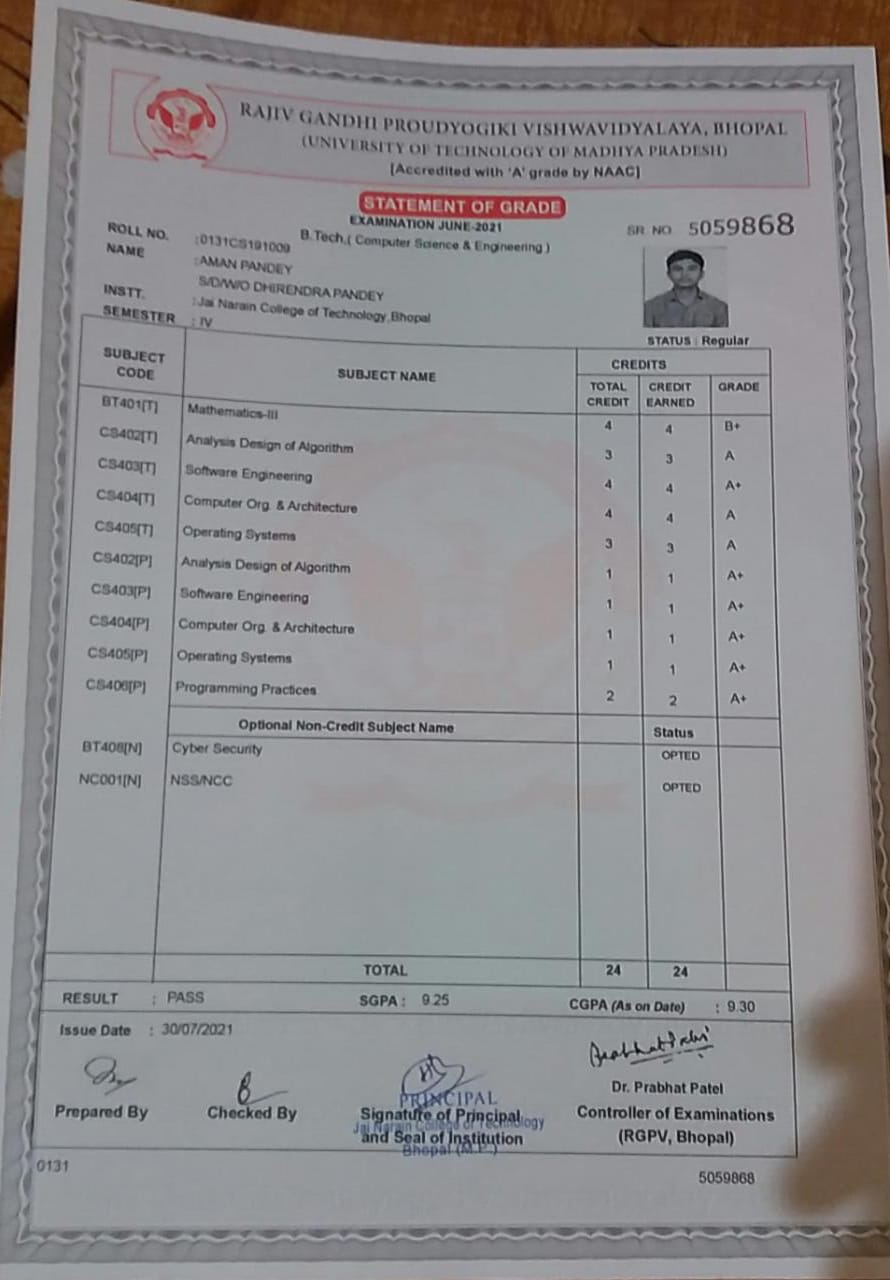 RAJIV GANDHI PROUDYOGIKI VISHWAVIDYALAYA, BHOPAL
(UNIVERSITY OF TECHNOLOGY OF MADHYA PRADESH)
[Accredited with 'A' grade by NAAC]
STATEMENT OF GRADE
EXAMINATION JUNE-2021
SR NO 5059868
B.Tech.( Computer Science & Engineering )
ROLL NO. :0131CS191009
NAME :AMAN PANDEY
S/D/W/O DHIRENDRA PANDEY
INSTT. :Jai Narain College of Technology,Bhopal
SEMESTER : IV
STATUS : Regular
SUBJECT CODE SUBJECT NAME CREDITS
TOTAL CREDIT CREDIT EARNED GRADE
BT401[T] Mathematics-III 4 4 B+
CS402[T] Analysis Design of Algorithm 3 3 A
CS403[T] Software Engineering 4 4 A+
CS404[T] Computer Org. & Architecture 4 4 A
CS405[T] Operating Systems 3 3 A
CS402[P] Analysis Design of Algorithm 1 1 A+
CS403[P] Software Engineering 1 1 A+
CS404[P] Computer Org. & Architecture 1 1 A+
CS405[P] Operating Systems 1 1 A+
CS406[P] Programming Practices 2 2 A+
Optional Non-Credit Subject Name Status
BT408[N] Cyber Security OPTED
NC001[N] NSS/NCC OPTED
TOTAL 24 24
RESULT : PASS SGPA : 9.25 CGPA (As on Date) : 9.30
Issue Date : 30/07/2021
Dr. Prabhat Patel
PRINCIPAL
Prepared By Checked By Signature of Principal Controller of Examinations
Jai Narain College of Technology
and Seal of Institution (RGPV, Bhopal)
Bhopal (M.P.)
0131 5059868